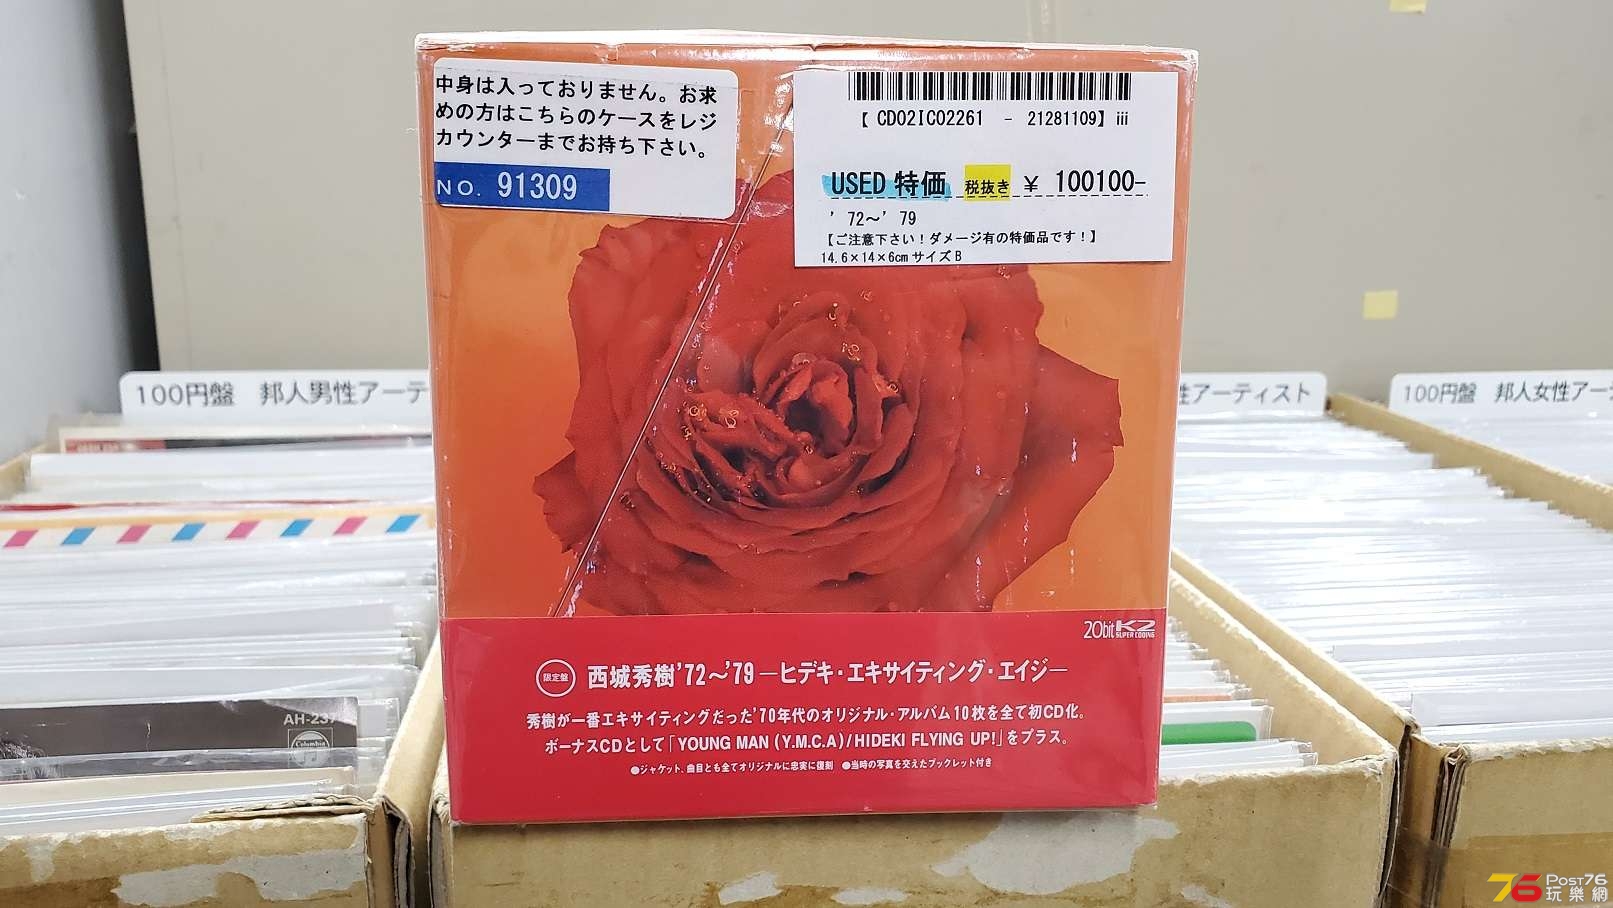 中身は入っておりません。お求
めの方はこちらのケースをレジ
カウンターまでお持ち下さい。
NO. 91309
【 CD02IC02261 - 21281109】 iii
USED 特価 税抜き ¥ 100100-
’72～’79
【ご注意下さい！ダメージ有の特価品です！】
14.6×14×6cm サイズB
100円盤 邦人男性アーテ
性アーティスト
100円盤 邦人女性アー
20bit K2
SUPER CODING
限定盤 西城秀樹’72～’79－ヒデキ・エキサイティング・エイジ－
秀樹が一番エキサイティングだった’70年代のオリジナル・アルバム10枚を全て初CD化。
ボーナスCDとして「YOUNG MAN (Y.M.C.A)/HIDEKI FLYING UP!」をプラス。
●ジャケット、曲目とも全てオリジナルに忠実に復刻 ●当時の写真を交えたブックレット付き
AH-237
Columbia
76 Post76
玩樂網